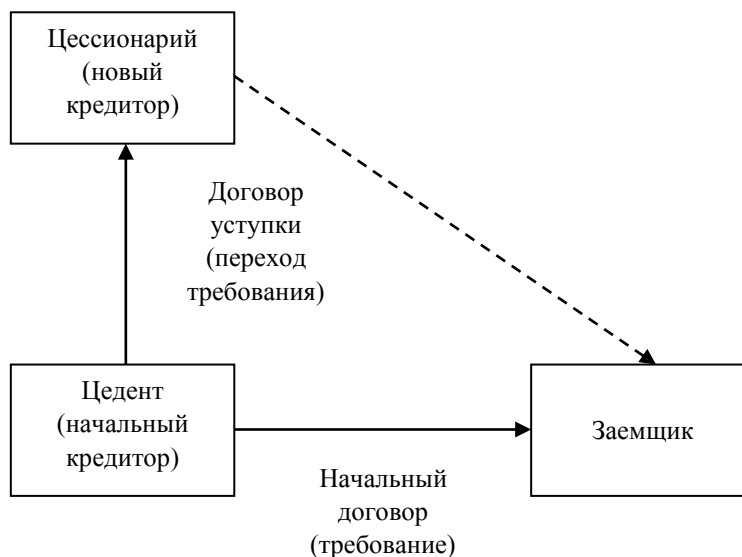 Цессионарий
(новый
кредитор)
Договор
уступки
(переход
требования)
Цедент
(начальный
кредитор)
Заемщик
Начальный
договор
(требование)